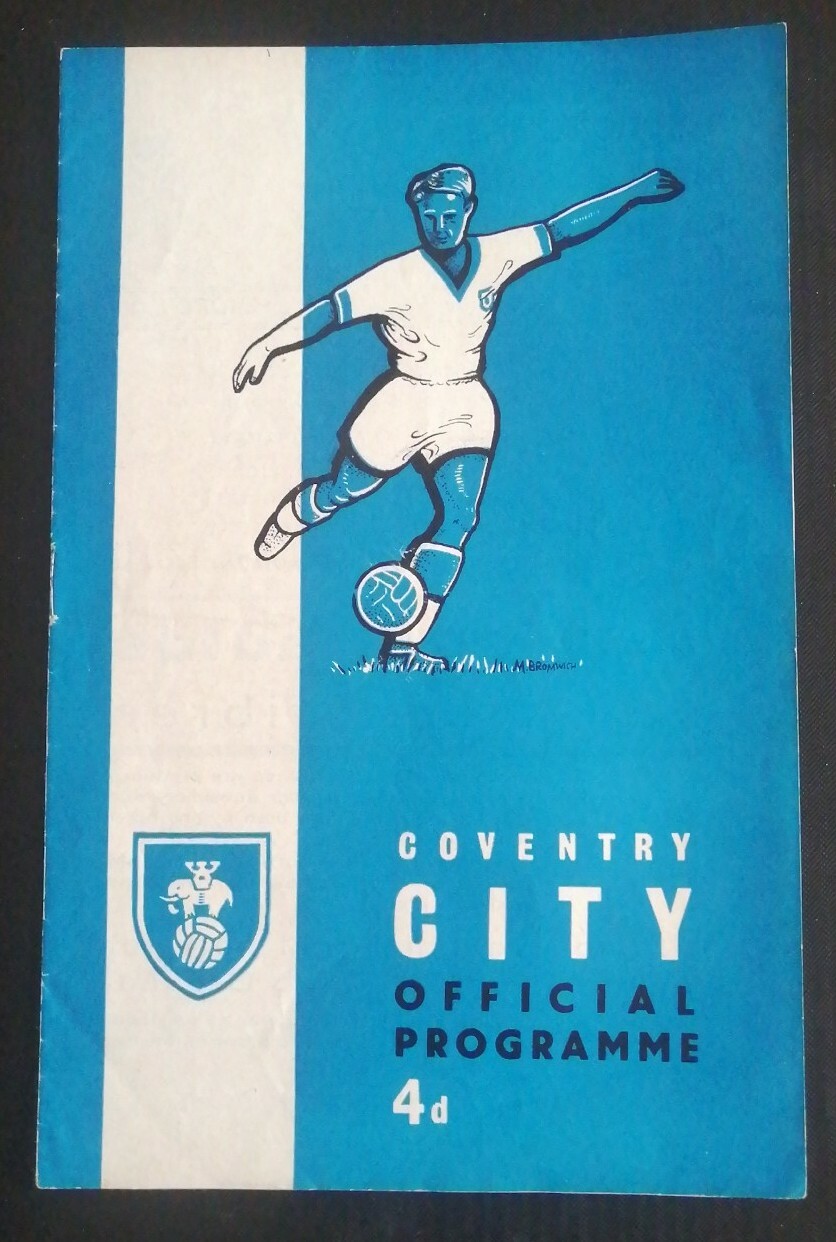 M. BROMWICH
COVENTRY
CITY
OFFICIAL
PROGRAMME
4d